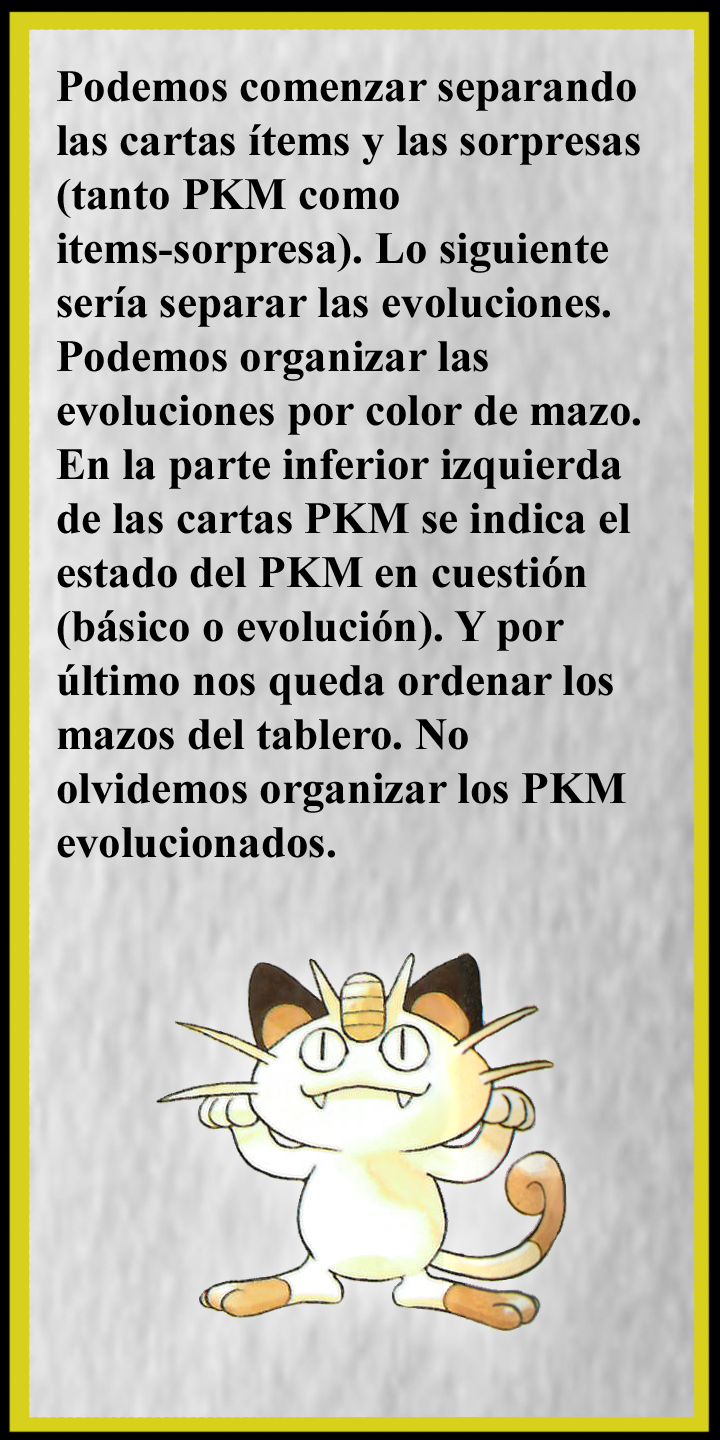 Podemos comenzar separando
las cartas ítems y las sorpresas
(tanto PKM como
items-sorpresa). Lo siguiente
sería separar las evoluciones.
Podemos organizar las
evoluciones por color de mazo.
En la parte inferior izquierda
de las cartas PKM se indica el
estado del PKM en cuestión
(básico o evolución). Y por
último nos queda ordenar los
mazos del tablero. No
olvidemos organizar los PKM
evolucionados.